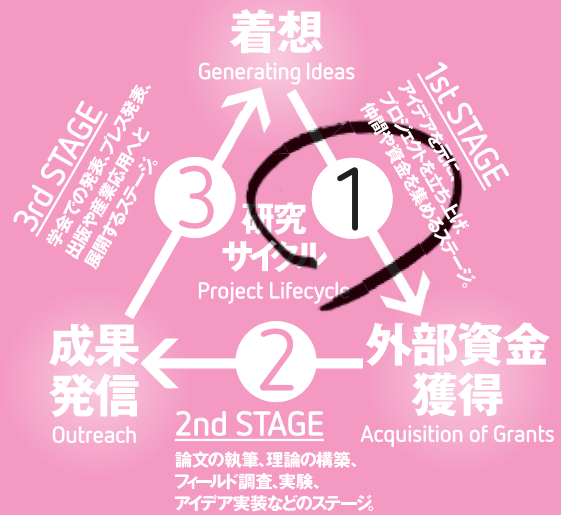 着想
Generating Ideas
1st STAGE
アイデアを元に、
プロジェクトを立ち上げ、
仲間や資金を集めるステージ。
3rd STAGE
学会での発表、プレス発表、
出版や産業応用へと
展開するステージ。
3
1
研究
サイクル
Project Lifecycle
成果
発信
Outreach
2
外部資金
獲得
Acquisition of Grants
2nd STAGE
論文の執筆、理論の構築、
フィールド調査、実験、
アイデア実装などのステージ。